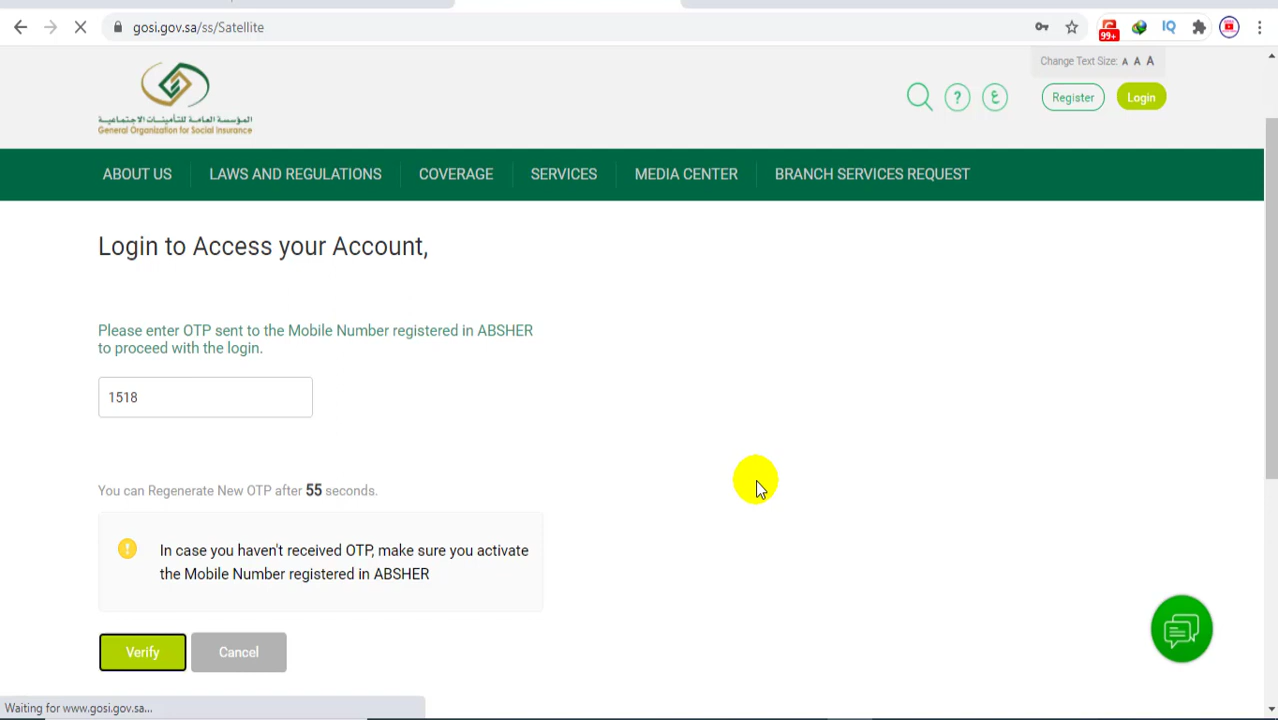 gosi.gov.sa/ss/Satellite
99+
IQ
Change Text Size: A A A
المؤسسة العامة للتأمينات الاجتماعية
General Organization for Social Insurance
?
ع
Register
Login
ABOUT US
LAWS AND REGULATIONS
COVERAGE
SERVICES
MEDIA CENTER
BRANCH SERVICES REQUEST
Login to Access your Account,
Please enter OTP sent to the Mobile Number registered in ABSHER
to proceed with the login.
1518
You can Regenerate New OTP after 55 seconds.
In case you haven't received OTP, make sure you activate
the Mobile Number registered in ABSHER
Verify
Cancel
Waiting for www.gosi.gov.sa...